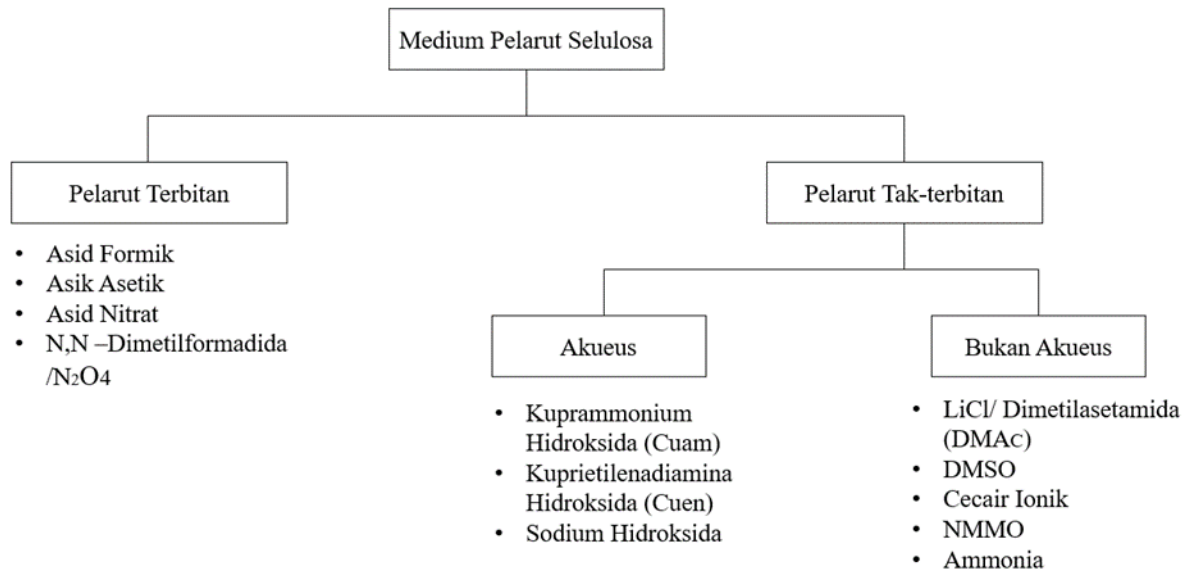 Medium Pelarut Selulosa
Pelarut Terbitan
• Asid Formik
• Asik Asetik
• Asid Nitrat
• N,N –Dimetilformadida
/N2O4
Pelarut Tak-terbitan
Akueus
• Kuprammonium
Hidroksida (Cuam)
• Kuprietilenadiamina
Hidroksida (Cuen)
• Sodium Hidroksida
Bukan Akueus
• LiCl/ Dimetilasetamida
(DMAC)
• DMSO
• Cecair Ionik
• NMMO
• Ammonia